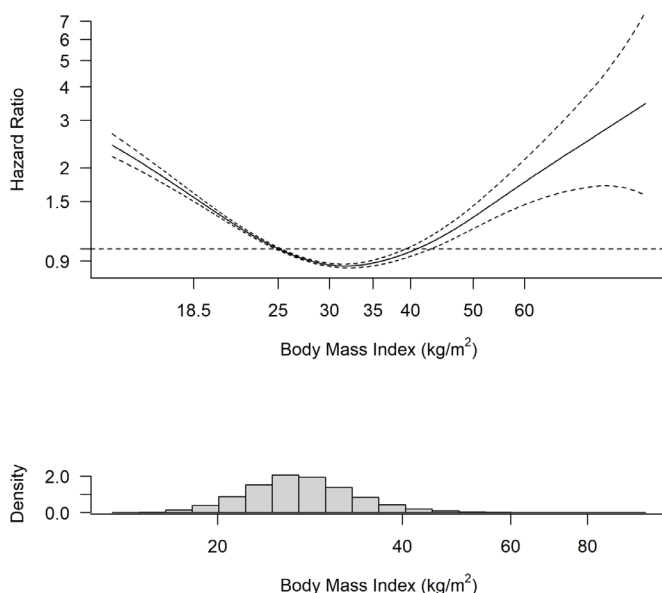 7
6
5
4
3
2
1.5
0.9
Hazard Ratio
18.5 25 30 35 40 50 60
Body Mass Index (kg/m²)
2.0
0.0
Density
20 40 60 80
Body Mass Index (kg/m²)